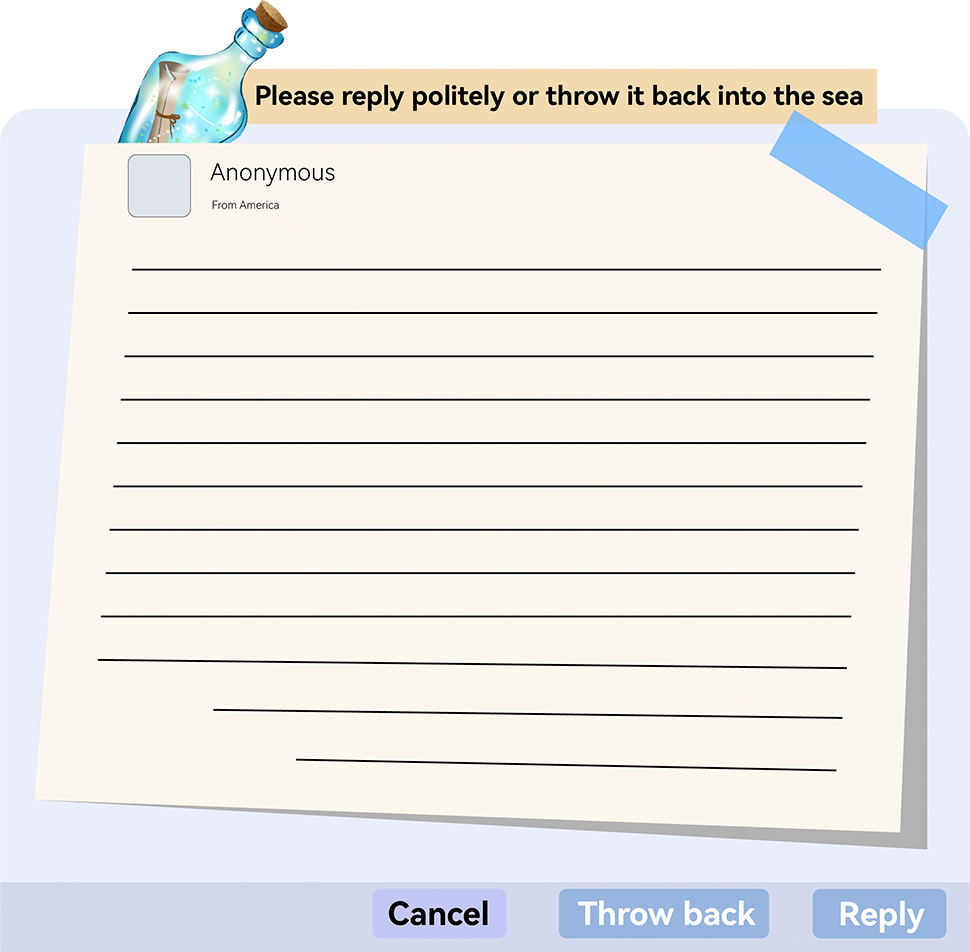 Please reply politely or throw it back into the sea
Anonymous
From America
Cancel
Throw back
Reply